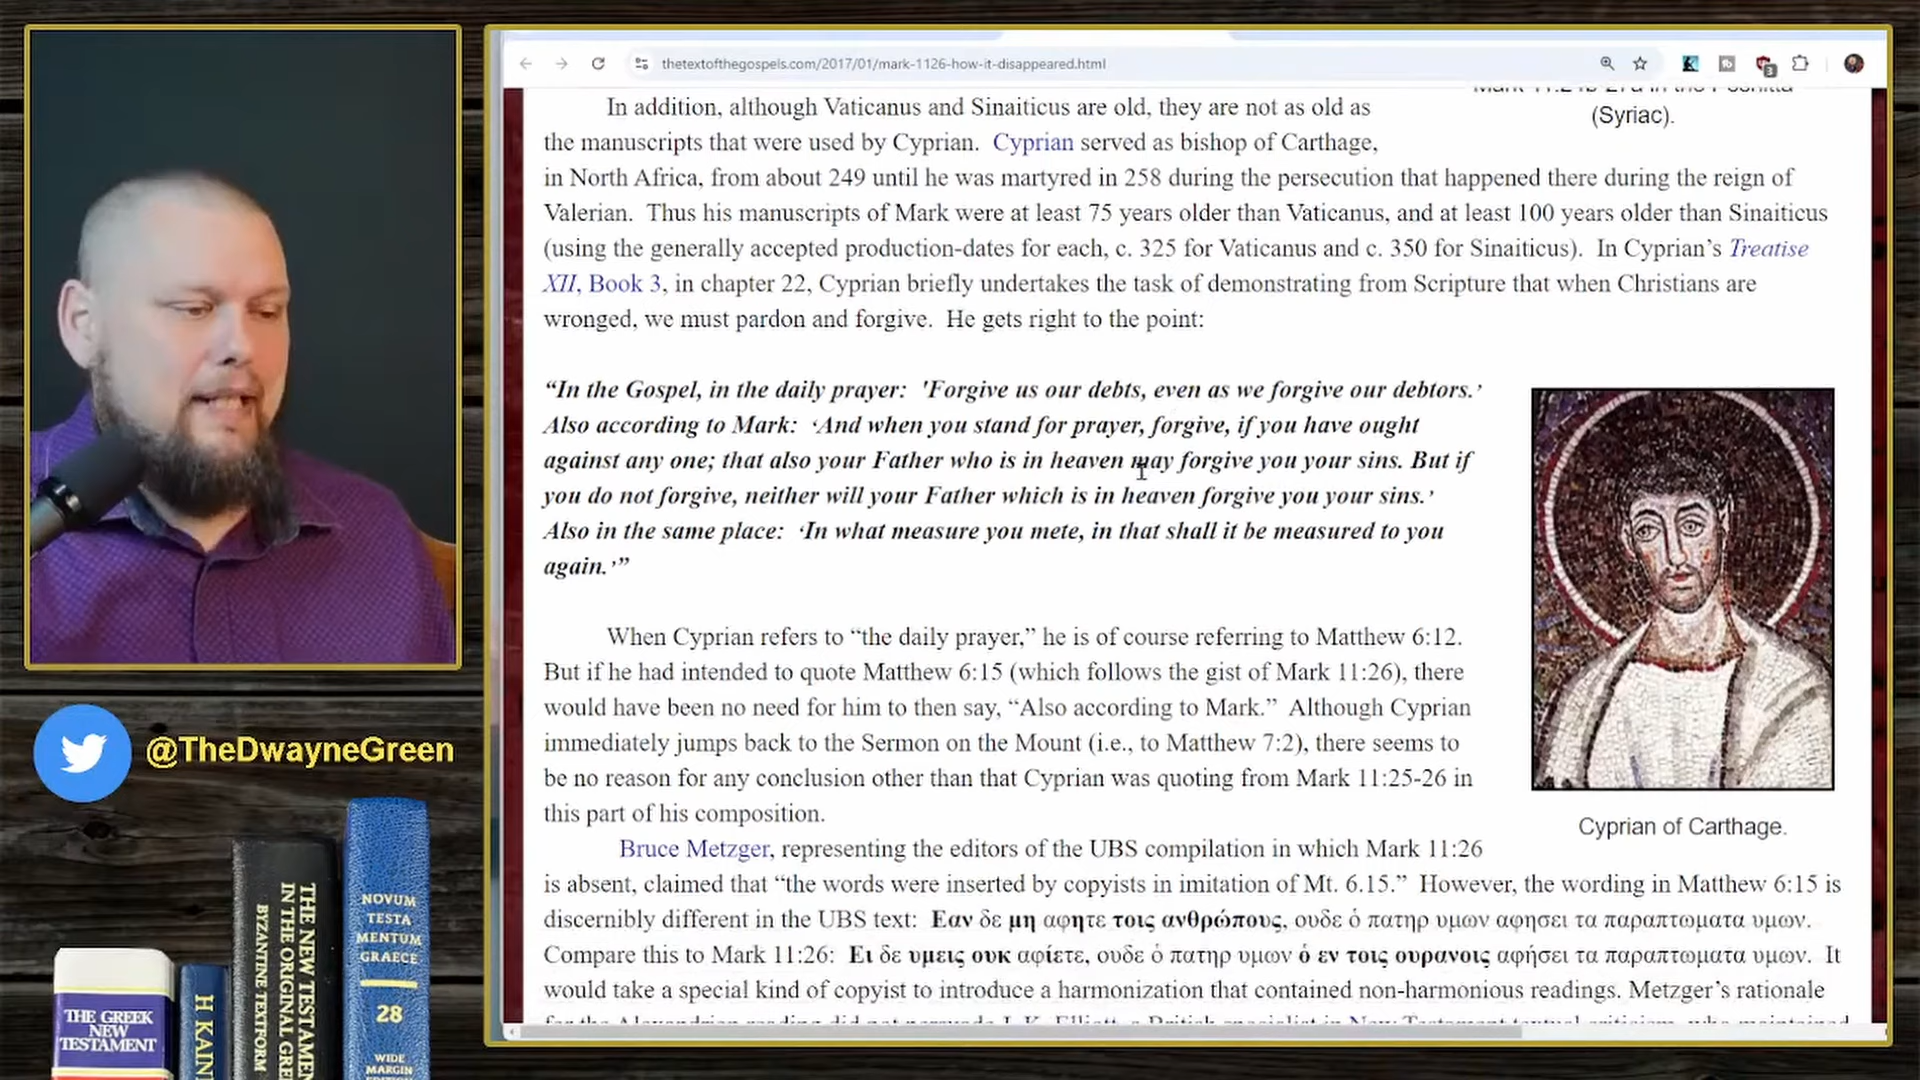 thetextofthegospels.com/2017/01/mark-1126-how-it-disappeared.html
(Syriac).
In addition, although Vaticanus and Sinaiticus are old, they are not as old as
the manuscripts that were used by Cyprian. Cyprian served as bishop of Carthage,
in North Africa, from about 249 until he was martyred in 258 during the persecution that happened there during the reign of
Valerian. Thus his manuscripts of Mark were at least 75 years older than Vaticanus, and at least 100 years older than Sinaiticus
(using the generally accepted production-dates for each, c. 325 for Vaticanus and c. 350 for Sinaiticus). In Cyprian’s Treatise
XII, Book 3, in chapter 22, Cyprian briefly undertakes the task of demonstrating from Scripture that when Christians are
wronged, we must pardon and forgive. He gets right to the point:
“In the Gospel, in the daily prayer: 'Forgive us our debts, even as we forgive our debtors.’
Also according to Mark: ‘And when you stand for prayer, forgive, if you have ought
against any one; that also your Father who is in heaven may forgive you your sins. But if
you do not forgive, neither will your Father which is in heaven forgive you your sins.’
Also in the same place: ‘In what measure you mete, in that shall it be measured to you
again.’”
When Cyprian refers to “the daily prayer,” he is of course referring to Matthew 6:12.
But if he had intended to quote Matthew 6:15 (which follows the gist of Mark 11:26), there
would have been no need for him to then say, “Also according to Mark.” Although Cyprian
immediately jumps back to the Sermon on the Mount (i.e., to Matthew 7:2), there seems to
be no reason for any conclusion other than that Cyprian was quoting from Mark 11:25-26 in
this part of his composition.
Cyprian of Carthage.
Bruce Metzger, representing the editors of the UBS compilation in which Mark 11:26
is absent, claimed that “the words were inserted by copyists in imitation of Mt. 6.15.” However, the wording in Matthew 6:15 is
discernibly different in the UBS text: Εαν δε μη αφητε τοις ανθρώπους, ουδε ὁ πατηρ υμων αφησει τα παραπτωματα υμων.
Compare this to Mark 11:26: Ει δε υμεις ουκ αφίετε, ουδε ὁ πατηρ υμων ὁ εν τοις ουρανοις αφήσει τα παραπτωματα υμων. It
would take a special kind of copyist to introduce a harmonization that contained non-harmonious readings. Metzger’s rationale
@TheDwayneGreen
THE GREEK
NEW
TESTAMENT
H KAIN
THE NEW TESTAMEN
IN THE ORIGINAL GRE
BYZANTINE TEXTFORM
NOVUM
TESTA
MENTUM
GRAECE
28
WIDE
MARGIN
3